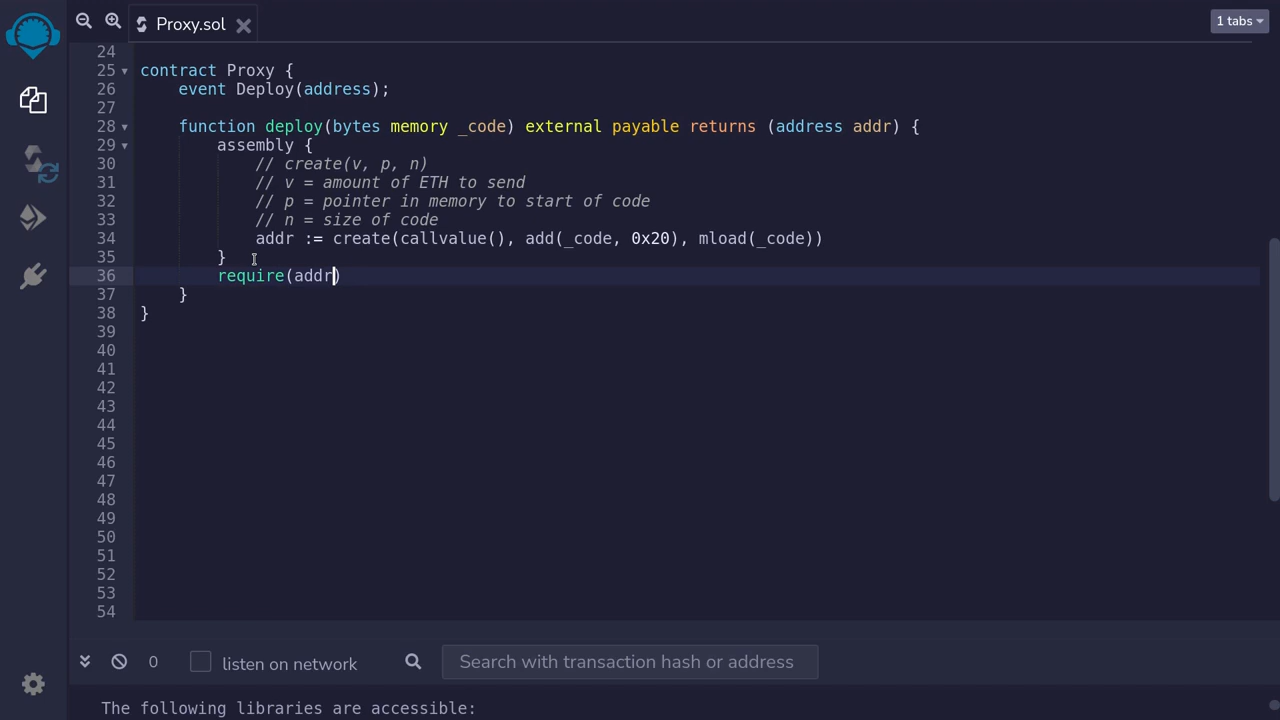 Proxy.sol
1 tabs
24
25 contract Proxy {
26 event Deploy(address);
27
28 function deploy(bytes memory _code) external payable returns (address addr) {
29 assembly {
30 // create(v, p, n)
31 // v = amount of ETH to send
32 // p = pointer in memory to start of code
33 // n = size of code
34 addr := create(callvalue(), add(_code, 0x20), mload(_code))
35 }
36 require(addr)
37 }
38 }
39
40
41
42
43
44
45
46
47
48
49
50
51
52
53
54
0 listen on network Search with transaction hash or address
The following libraries are accessible: